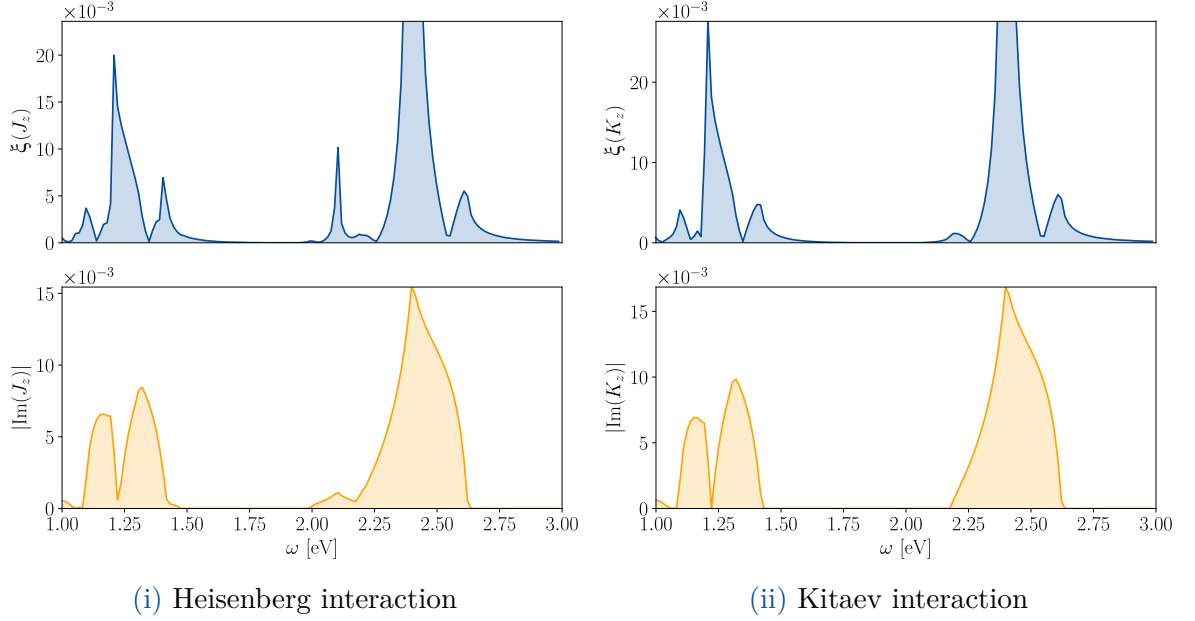 ×10⁻³
20
15
10
5
0
ξ(J_z)
×10⁻³
20
10
0
ξ(K_z)
×10⁻³
15
10
5
0
|Im(J_z)|
1.00 1.25 1.50 1.75 2.00 2.25 2.50 2.75 3.00
ω [eV]
×10⁻³
15
10
5
0
|Im(K_z)|
1.00 1.25 1.50 1.75 2.00 2.25 2.50 2.75 3.00
ω [eV]
(i) Heisenberg interaction
(ii) Kitaev interaction